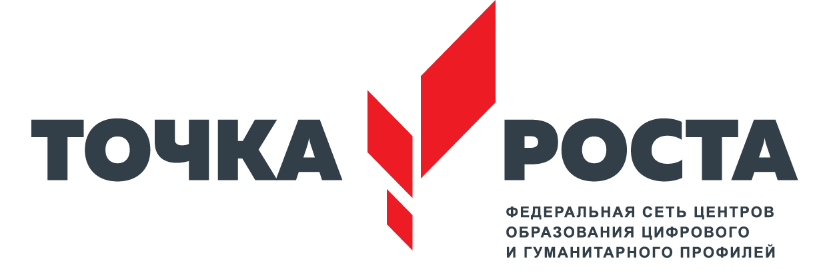 ТОЧКА РОСТА
ФЕДЕРАЛЬНАЯ СЕТЬ ЦЕНТРОВ
ОБРАЗОВАНИЯ ЦИФРОВОГО
И ГУМАНИТАРНОГО ПРОФИЛЕЙ